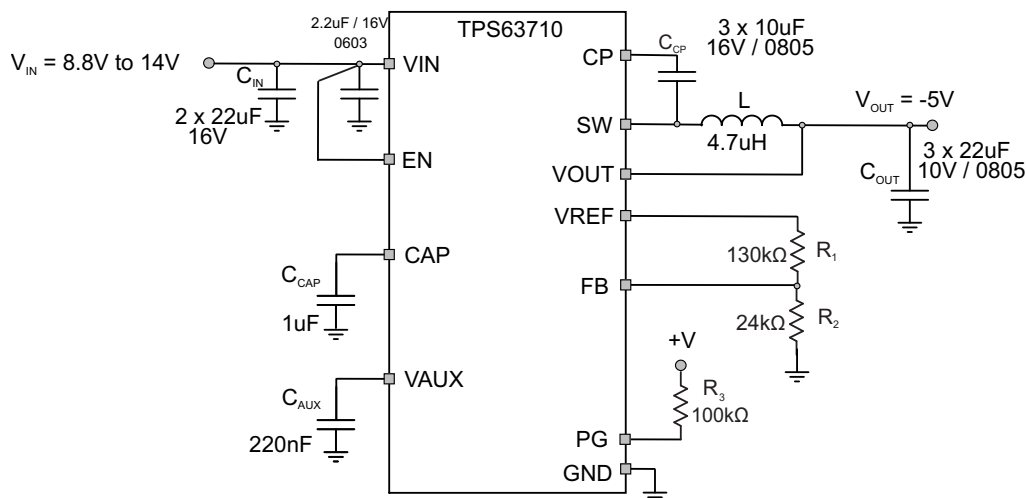 2.2uF / 16V
0603
TPS63710
3 x 10uF
16V / 0805
V_IN = 8.8V to 14V
C_IN
VIN
CP
C_CP
2 x 22uF
16V
L
V_OUT = -5V
SW
4.7uH
EN
VOUT
C_OUT
3 x 22uF
10V / 0805
VREF
130kΩ
R_1
CAP
FB
C_CAP
1uF
24kΩ
R_2
+V
VAUX
C_AUX
220nF
R_3
100kΩ
PG
GND